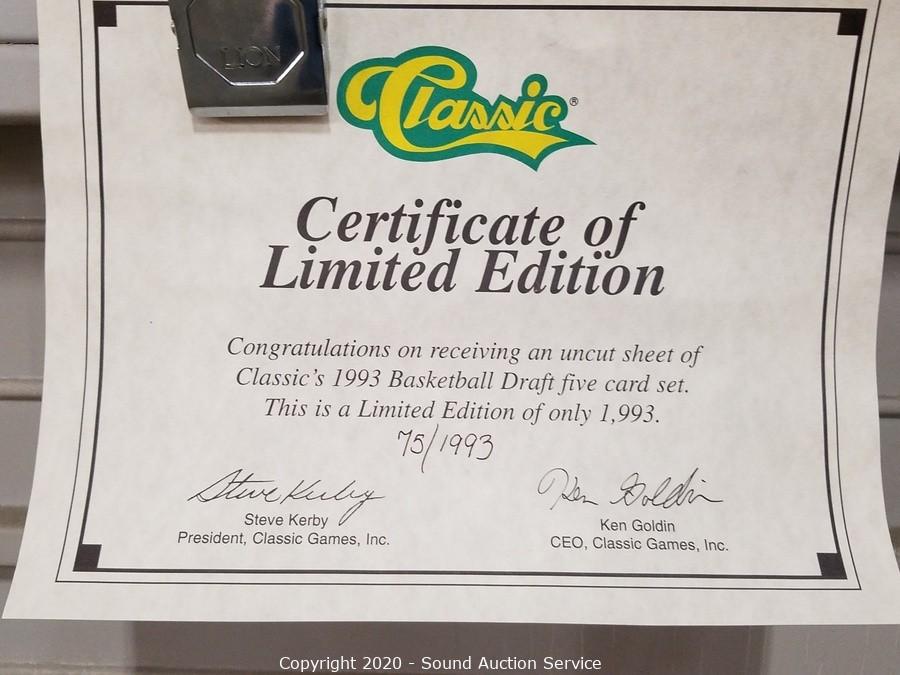 LION
Classic®
Certificate of
Limited Edition
Congratulations on receiving an uncut sheet of
Classic's 1993 Basketball Draft five card set.
This is a Limited Edition of only 1,993.
75/1993
Steve Kerby
Steve Kerby
President, Classic Games, Inc.
Ken Goldin
Ken Goldin
CEO, Classic Games, Inc.
Copyright 2020 - Sound Auction Service